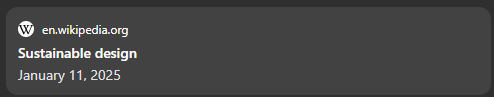 en.wikipedia.org
Sustainable design
January 11, 2025